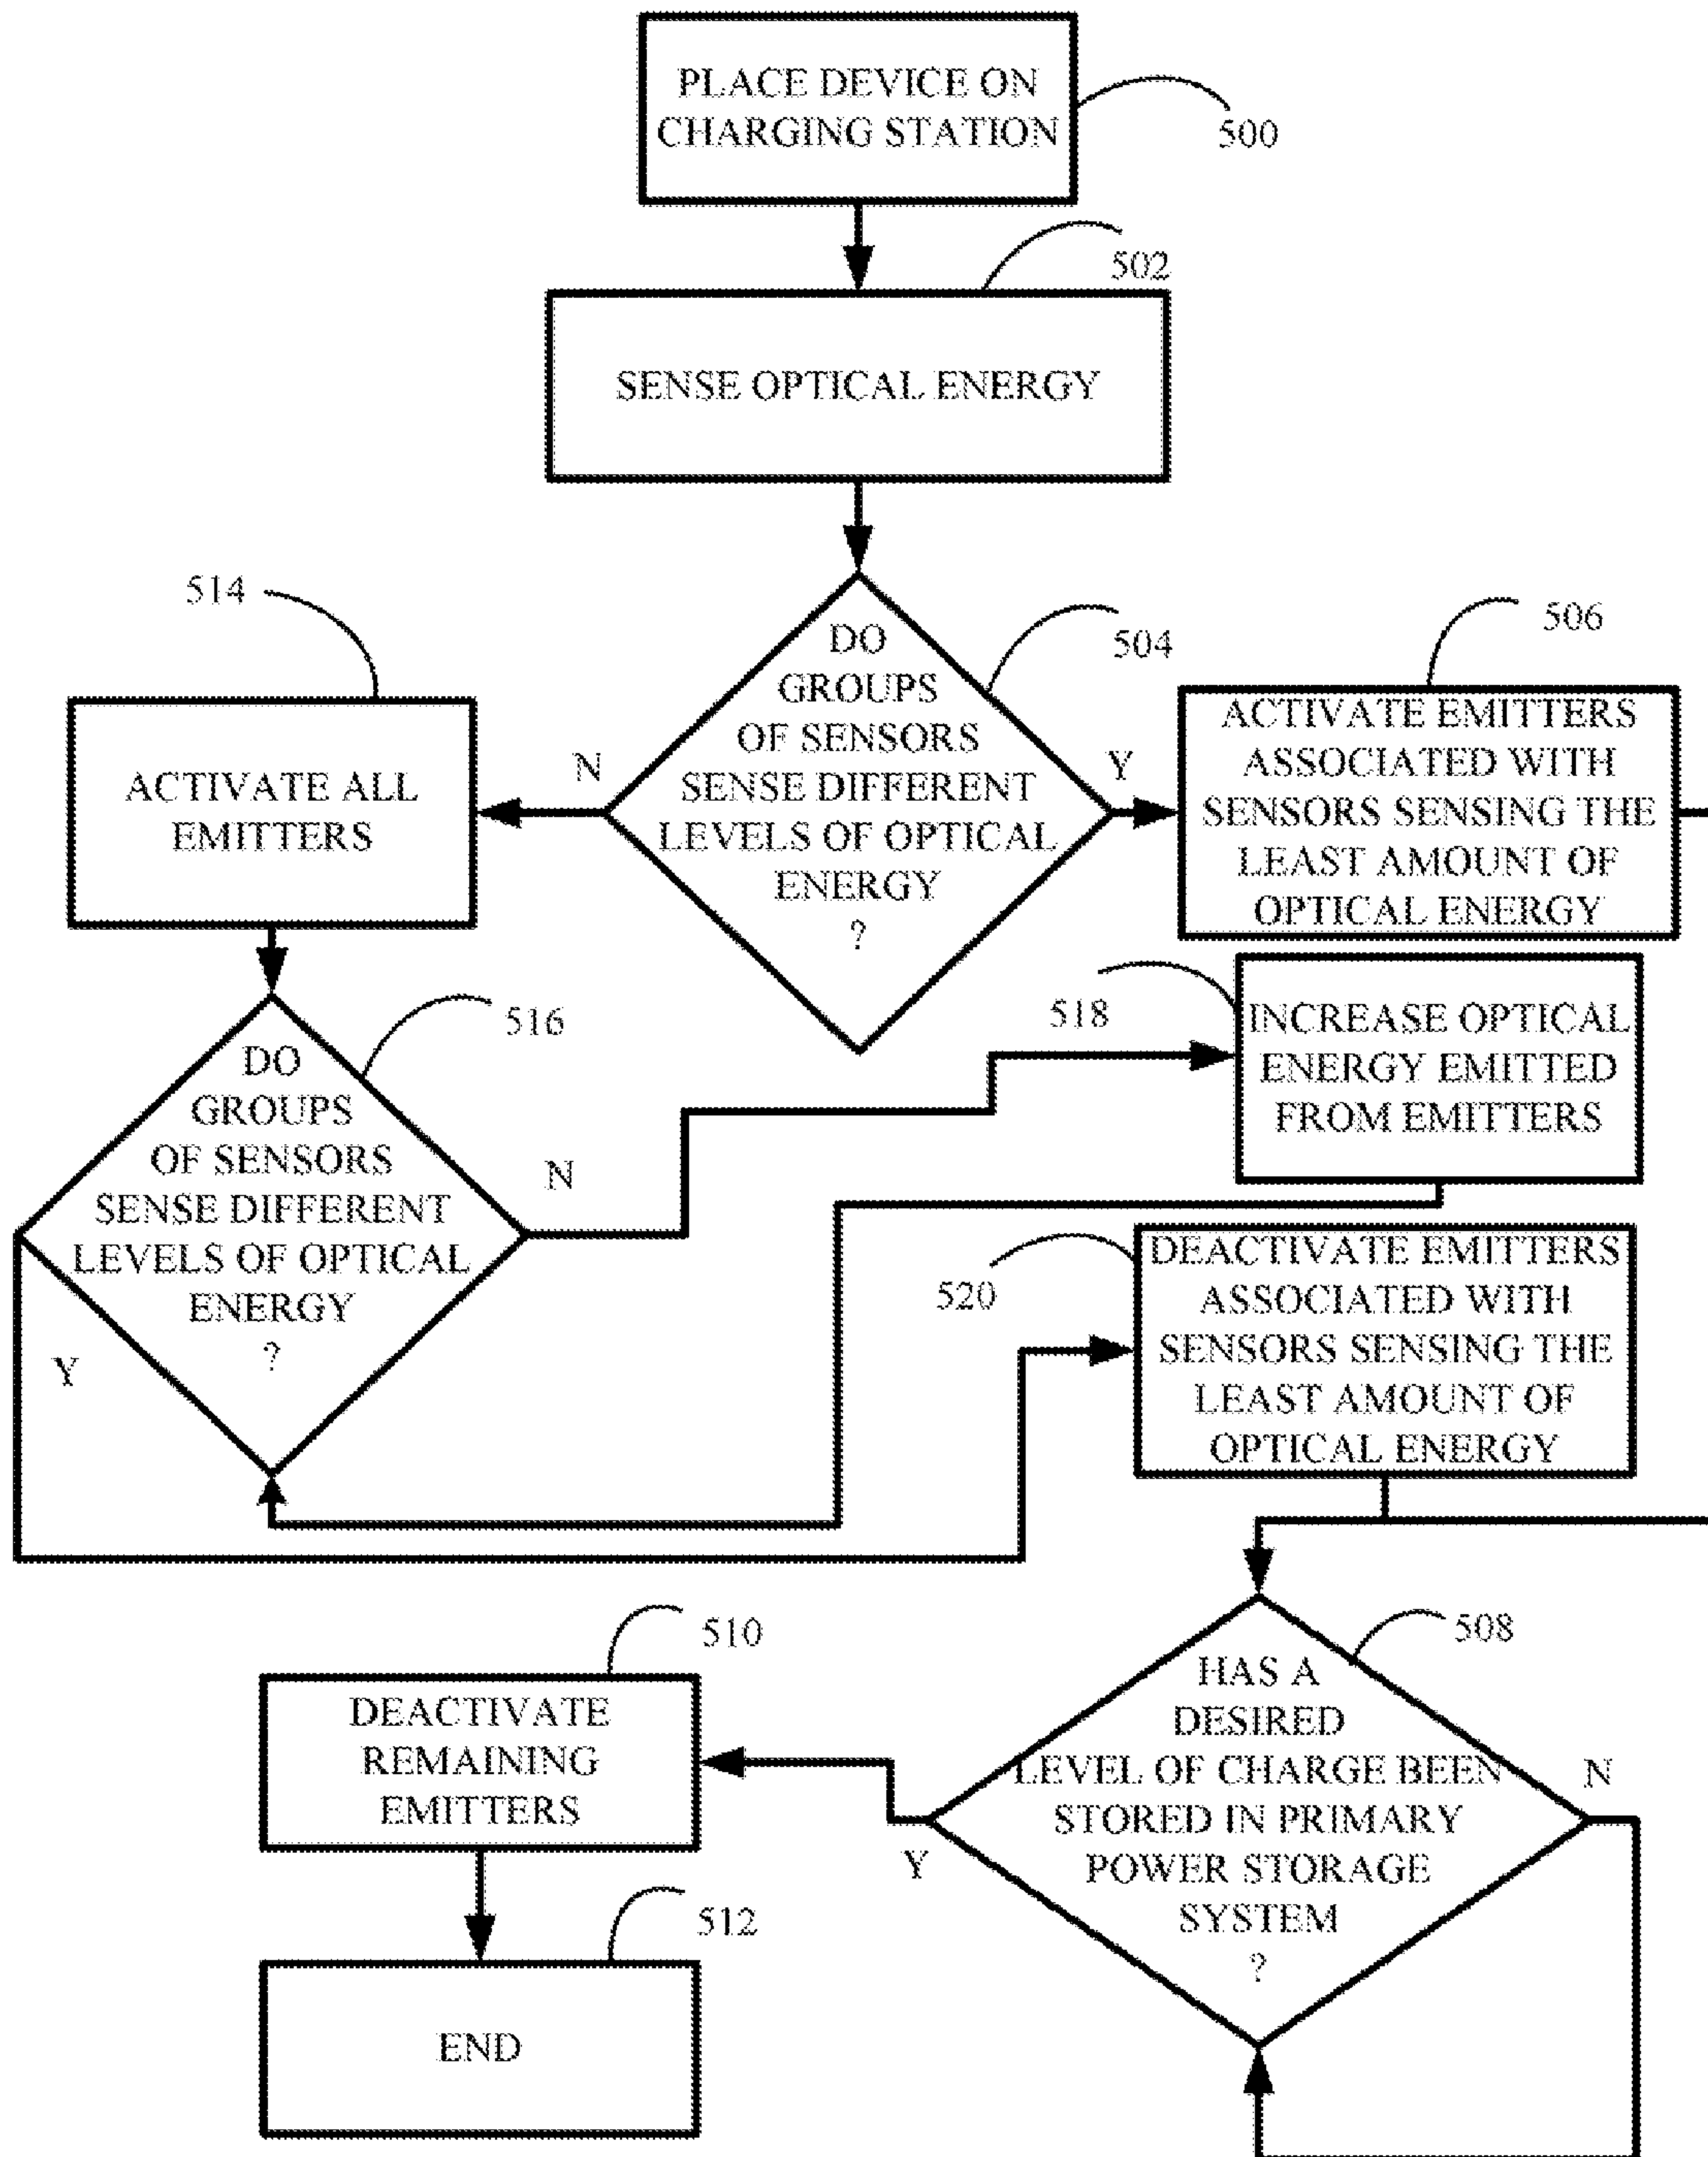 PLACE DEVICE ON
CHARGING STATION
500
502
SENSE OPTICAL ENERGY
504
DO
GROUPS
OF SENSORS
SENSE DIFFERENT
LEVELS OF OPTICAL
ENERGY
?
N
Y
514
ACTIVATE ALL
EMITTERS
506
ACTIVATE EMITTERS
ASSOCIATED WITH
SENSORS SENSING THE
LEAST AMOUNT OF
OPTICAL ENERGY
516
DO
GROUPS
OF SENSORS
SENSE DIFFERENT
LEVELS OF OPTICAL
ENERGY
?
N
Y
518
INCREASE OPTICAL
ENERGY EMITTED
FROM EMITTERS
520
DEACTIVATE EMITTERS
ASSOCIATED WITH
SENSORS SENSING THE
LEAST AMOUNT OF
OPTICAL ENERGY
508
HAS A
DESIRED
LEVEL OF CHARGE BEEN
STORED IN PRIMARY
POWER STORAGE
SYSTEM
?
N
Y
510
DEACTIVATE
REMAINING
EMITTERS
512
END